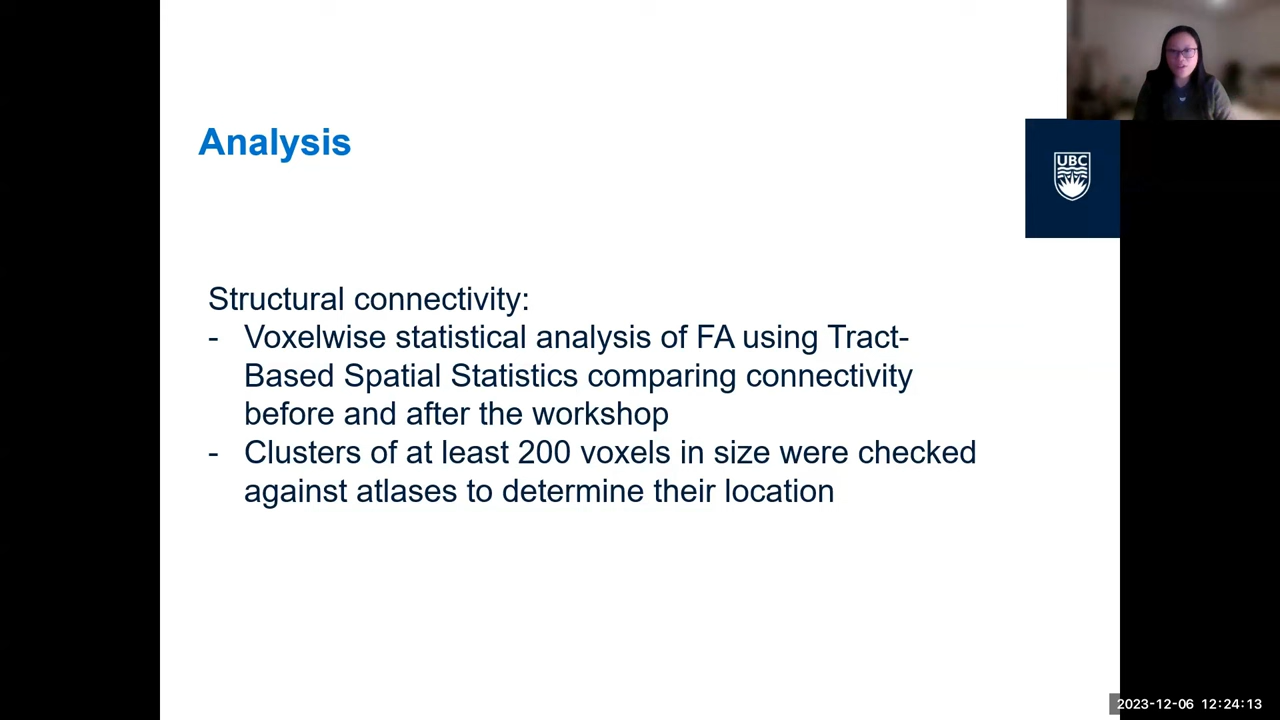 Analysis
UBC
Structural connectivity:
- Voxelwise statistical analysis of FA using Tract-
Based Spatial Statistics comparing connectivity
before and after the workshop
- Clusters of at least 200 voxels in size were checked
against atlases to determine their location
2023-12-06 12:24:13